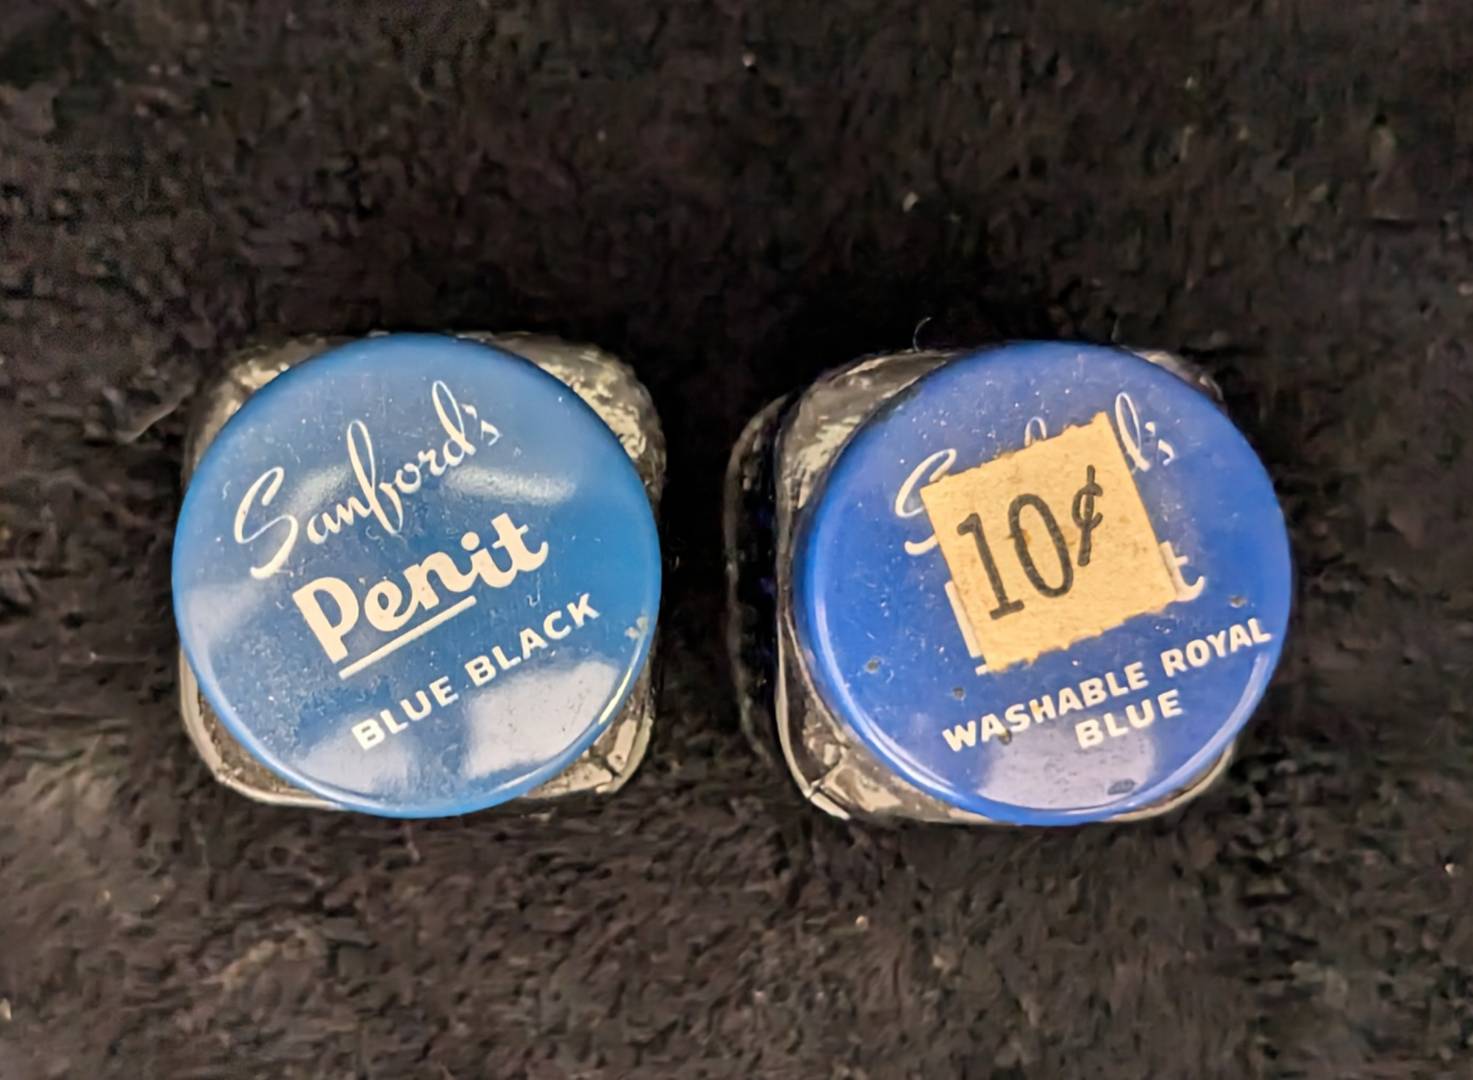 Sanford's
Penit
BLUE BLACK
10¢
WASHABLE ROYAL
BLUE